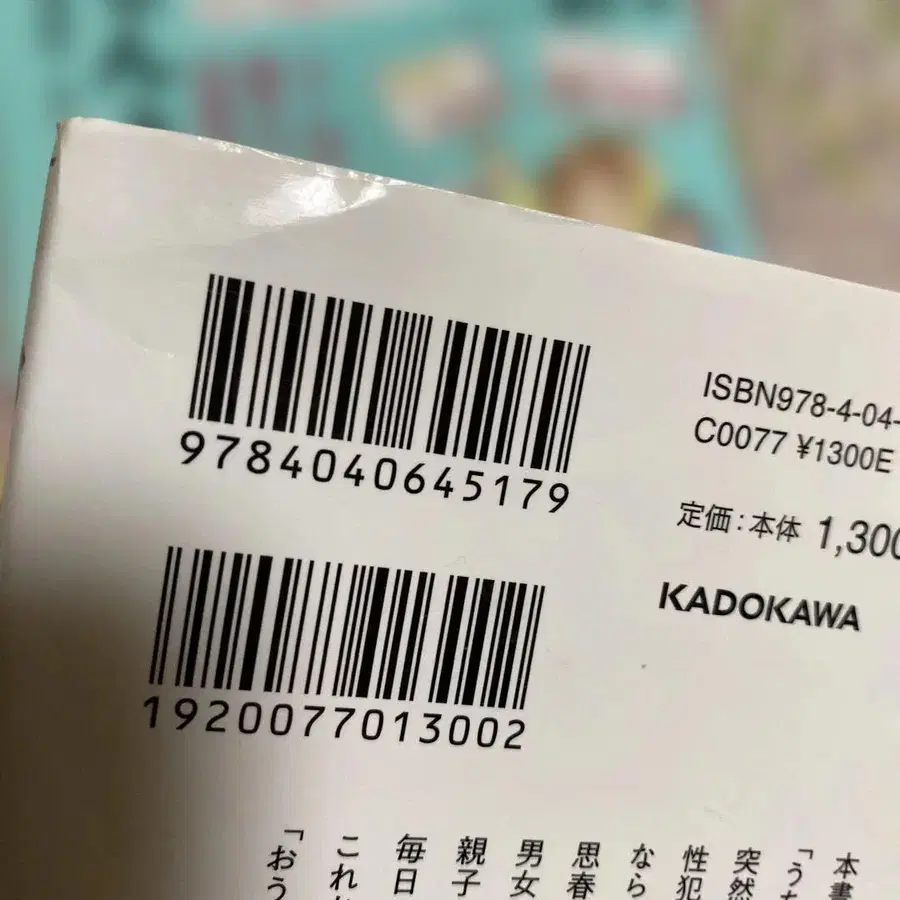 9784040645179
ISBN978-4-04-
C0077 ¥1300E
定価:本体 1,300
KADOKAWA
1920077013002
本書
「うち
突然
性犯
なら
思春
男女
親子
毎日
これ
「おう